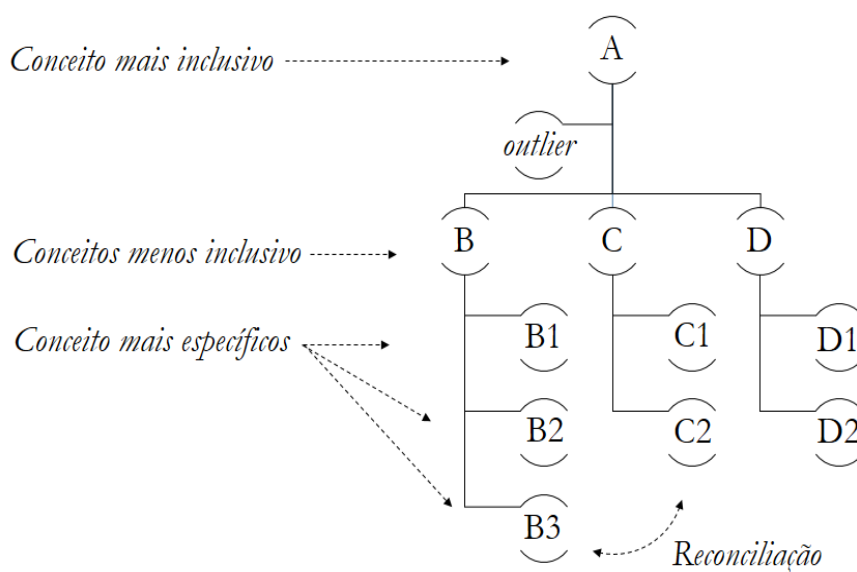 A
Conceito mais inclusivo
outlier
B
C
D
Conceitos menos inclusivo
Conceito mais específicos
B1
C1
D1
B2
C2
D2
B3
Reconciliação